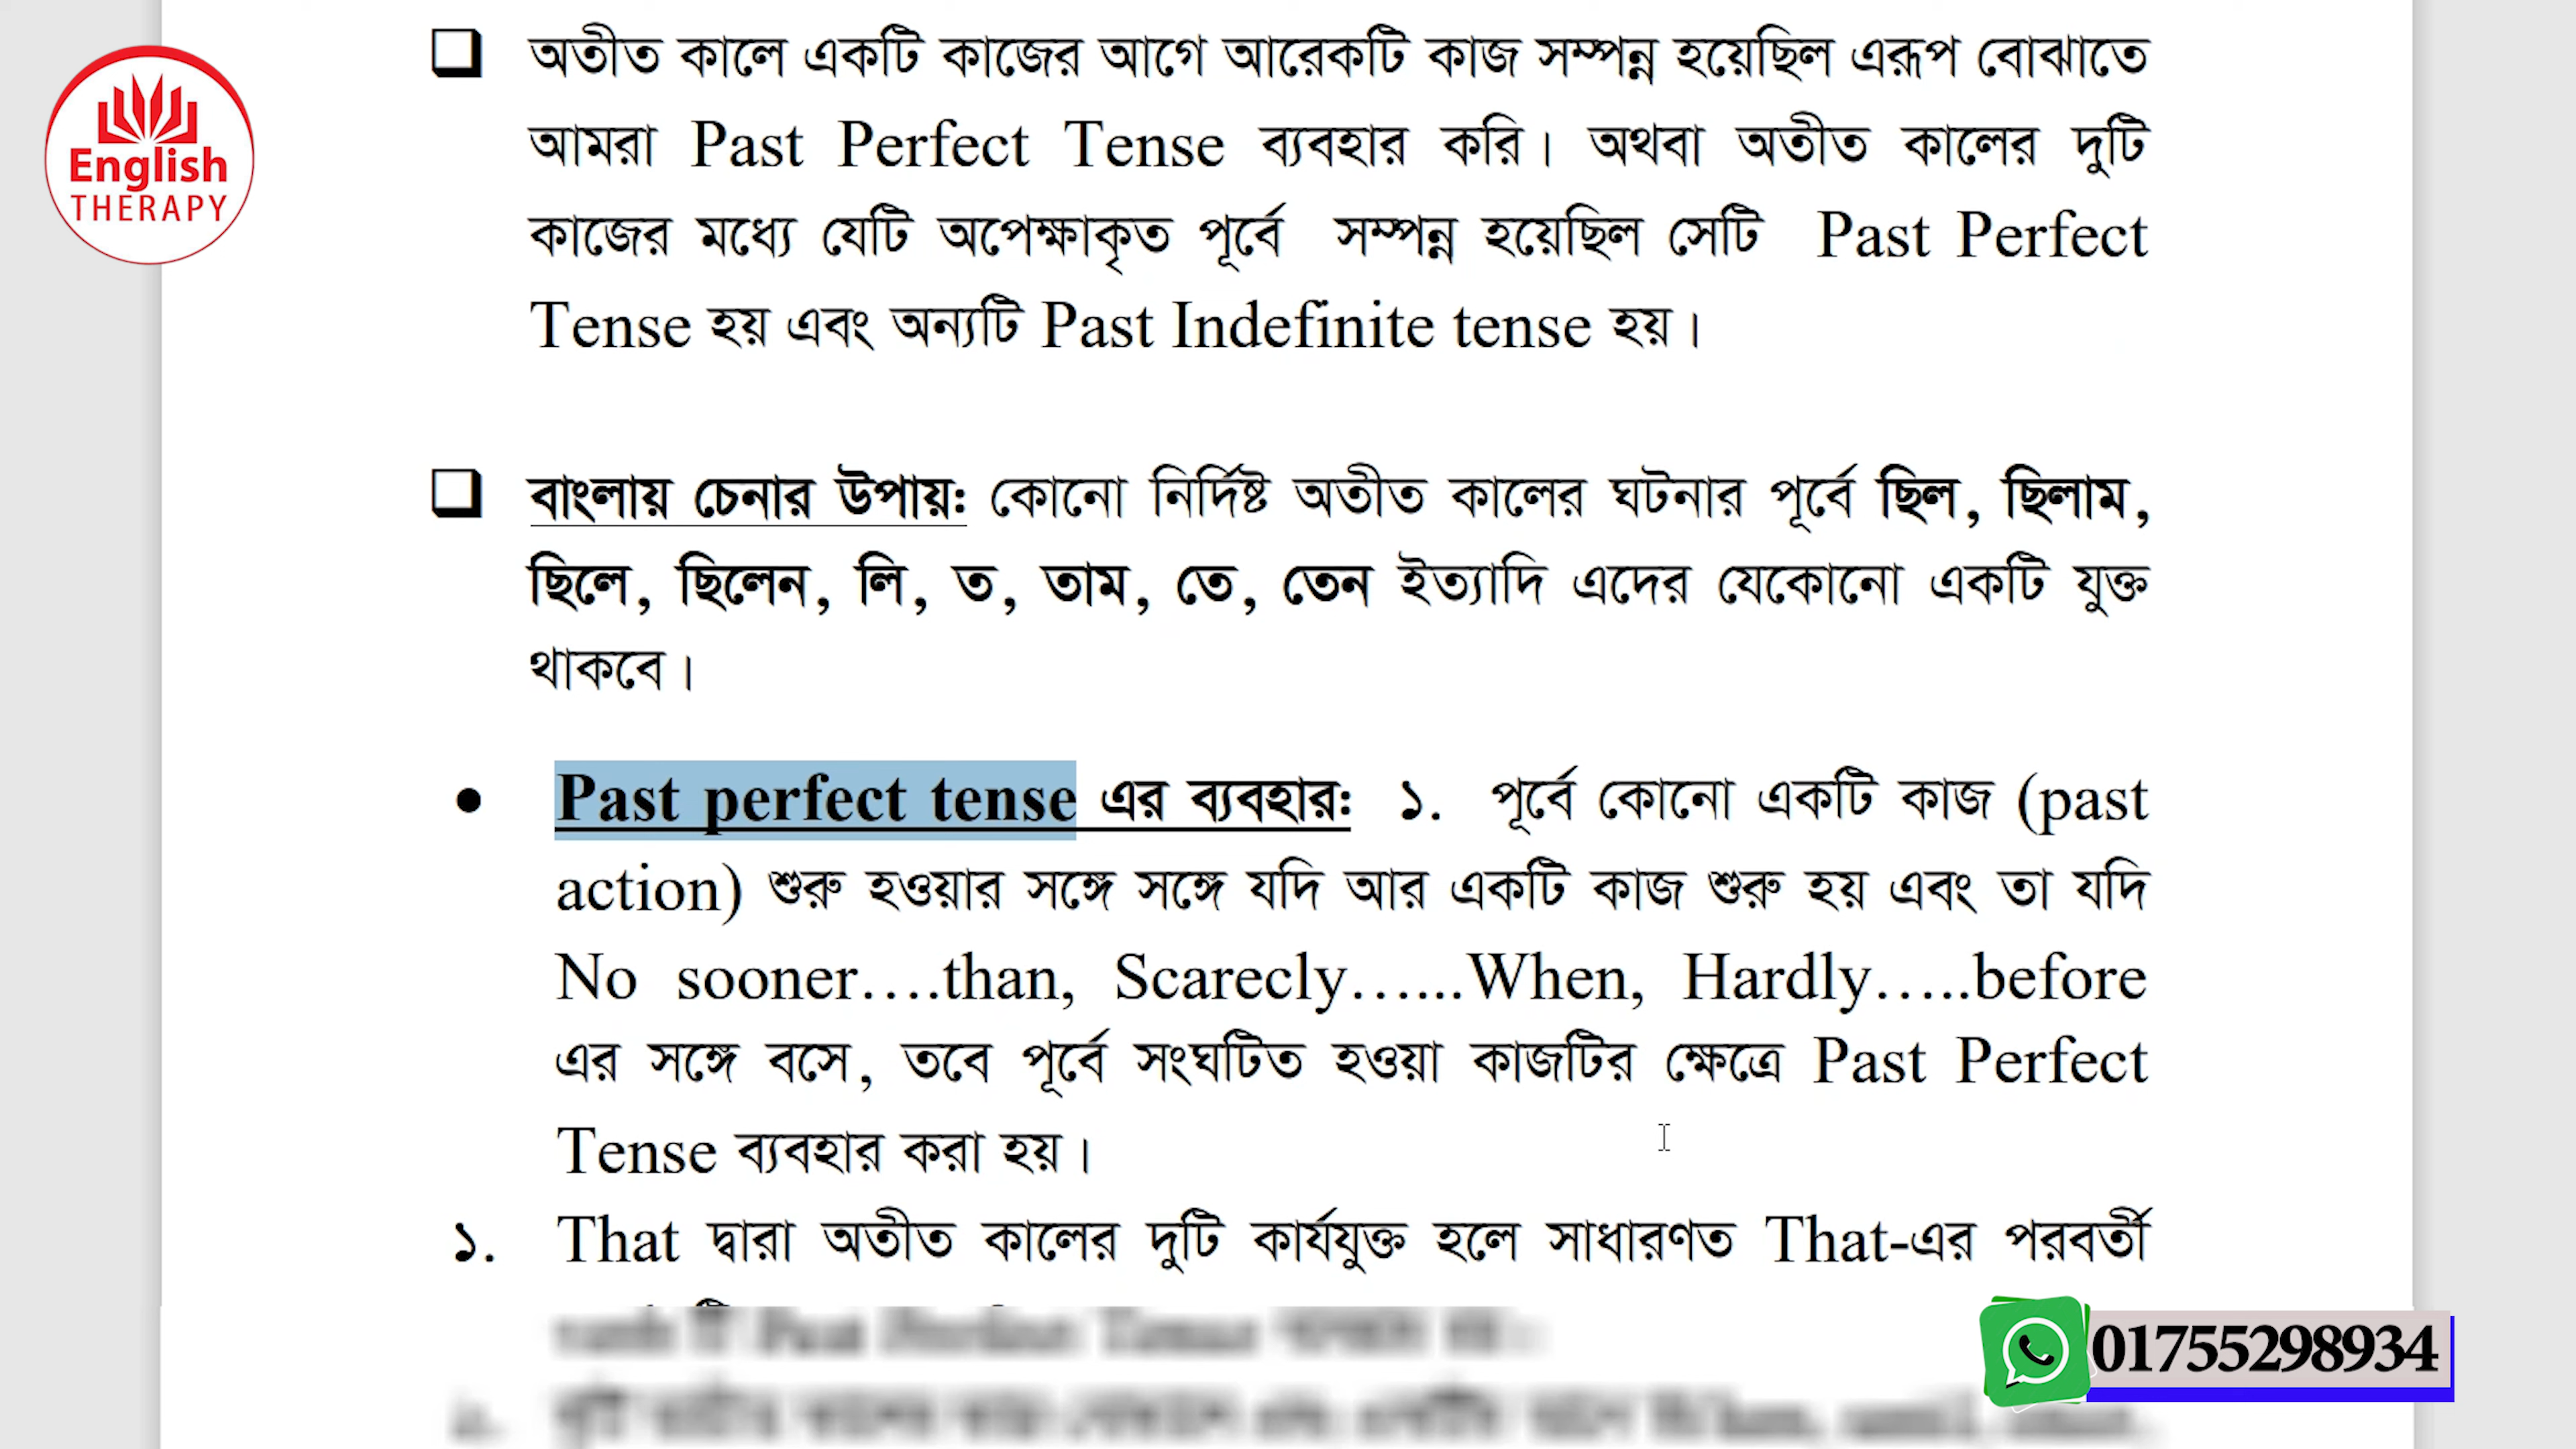 English
THERAPY
❑ অতীত কালে একটি কাজের আগে আরেকটি কাজ সম্পন্ন হয়েছিল এরূপ বোঝাতে
আমরা Past Perfect Tense ব্যবহার করি। অথবা অতীত কালের দুটি
কাজের মধ্যে যেটি অপেক্ষাকৃত পূর্বে সম্পন্ন হয়েছিল সেটি Past Perfect
Tense হয় এবং অন্যটি Past Indefinite tense হয়।
❑ বাংলায় চেনার উপায়ঃ কোনো নির্দিষ্ট অতীত কালের ঘটনার পূর্বে ছিল, ছিলাম,
ছিলে, ছিলেন, লি, ত, তাম, তে, তেন ইত্যাদি এদের যেকোনো একটি যুক্ত
থাকবে।
● Past perfect tense এর ব্যবহারঃ ১. পূর্বে কোনো একটি কাজ (past
action) শুরু হওয়ার সঙ্গে সঙ্গে যদি আর একটি কাজ শুরু হয় এবং তা যদি
No sooner….than, Scarecly…...When, Hardly…..before
এর সঙ্গে বসে, তবে পূর্বে সংঘটিত হওয়া কাজটির ক্ষেত্রে Past Perfect
Tense ব্যবহার করা হয়।
১. That দ্বারা অতীত কালের দুটি কার্যযুক্ত হলে সাধারণত That-এর পরবর্তী
01755298934